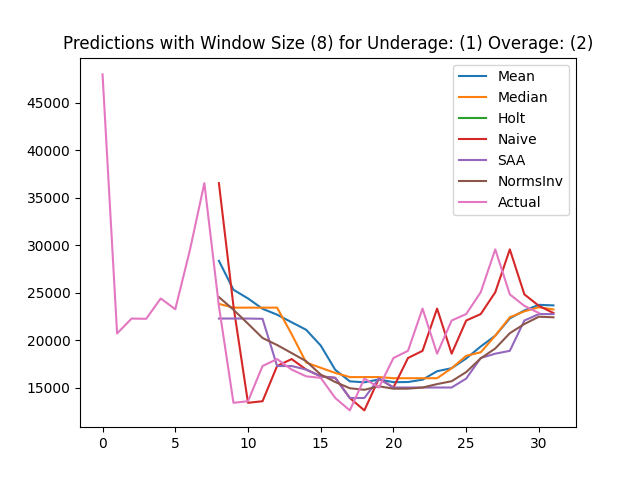 Predictions with Window Size (8) for Underage: (1) Overage: (2)
45000
40000
35000
30000
25000
20000
15000
0
5
10
15
20
25
30
Mean
Median
Holt
Naive
SAA
NormsInv
Actual